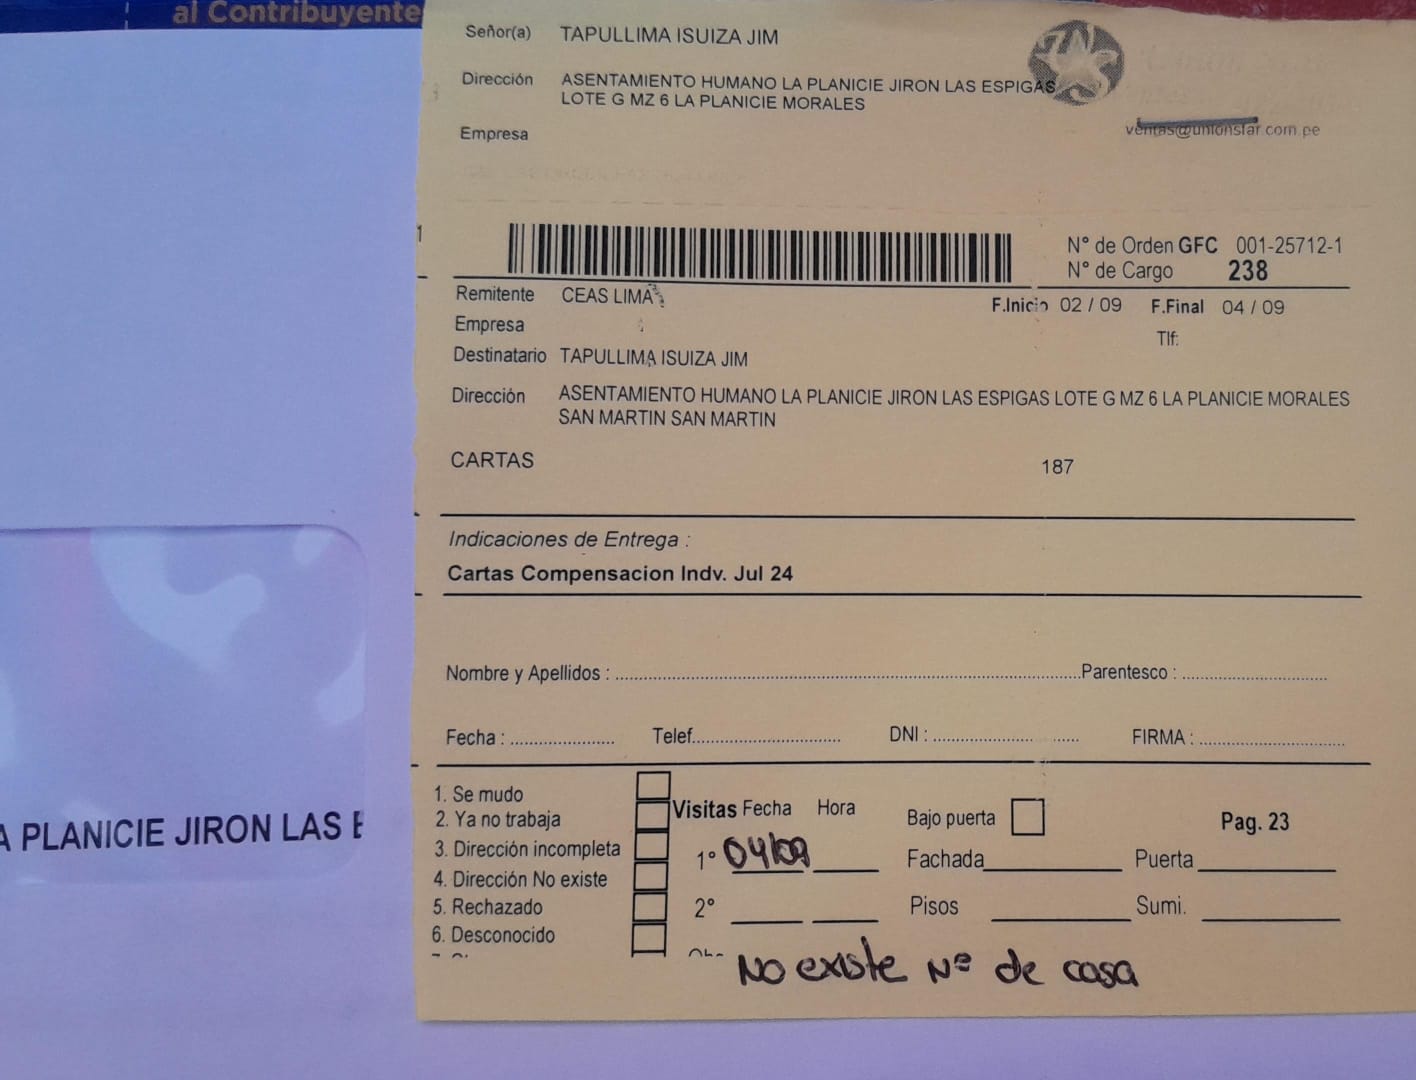 al Contribuyente
Señor(a) TAPULLIMA ISUIZA JIM
Dirección ASENTAMIENTO HUMANO LA PLANICIE JIRON LAS ESPIGAS
LOTE G MZ 6 LA PLANICIE MORALES
Empresa
ventas@unionstar.com.pe
N° de Orden GFC 001-25712-1
N° de Cargo 238
Remitente CEAS LIMA
F.Inicio 02 / 09 F.Final 04 / 09
Empresa
Tlf:
Destinatario TAPULLIMA ISUIZA JIM
Dirección ASENTAMIENTO HUMANO LA PLANICIE JIRON LAS ESPIGAS LOTE G MZ 6 LA PLANICIE MORALES
SAN MARTIN SAN MARTIN
CARTAS 187
Indicaciones de Entrega :
Cartas Compensacion Indv. Jul 24
Nombre y Apellidos : Parentesco :
Fecha : Telef. DNI : FIRMA :
1. Se mudo
2. Ya no trabaja
3. Dirección incompleta
4. Dirección No existe
5. Rechazado
6. Desconocido
Visitas Fecha Hora
1° 04/09
2°
Bajo puerta Pag. 23
Fachada Puerta
Pisos Sumi.
No existe N° de casa
A PLANICIE JIRON LAS E